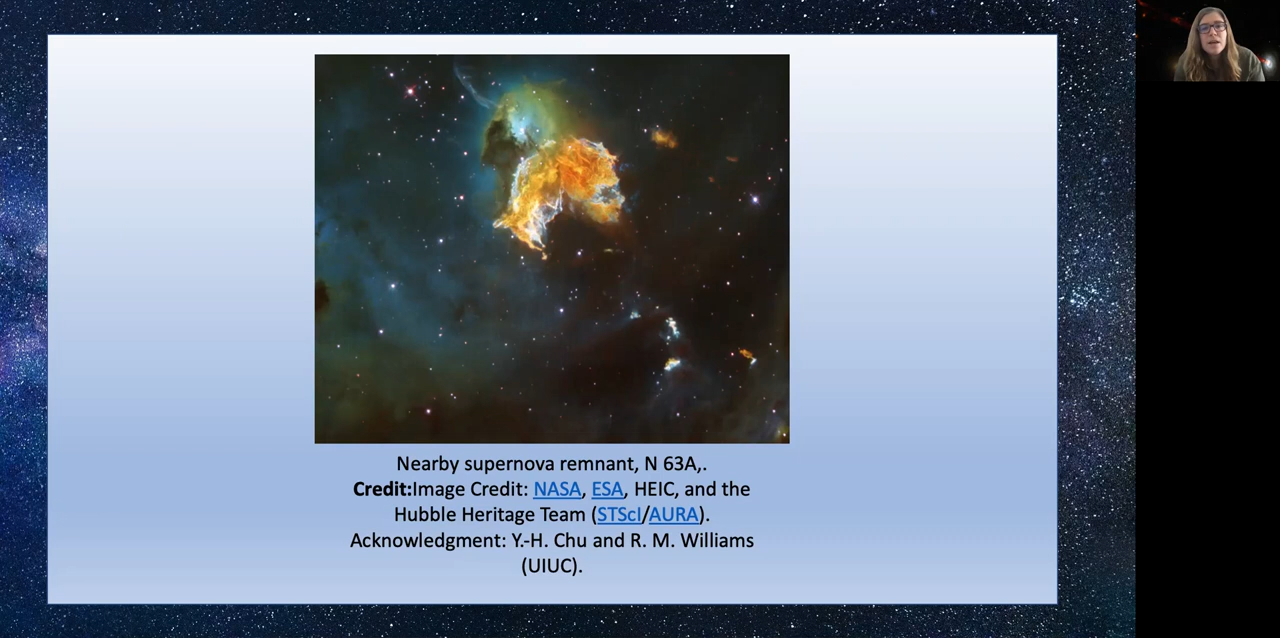 Nearby supernova remnant, N 63A,.
Credit:Image Credit: NASA, ESA, HEIC, and the
Hubble Heritage Team (STScI/AURA).
Acknowledgment: Y.-H. Chu and R. M. Williams
(UIUC).